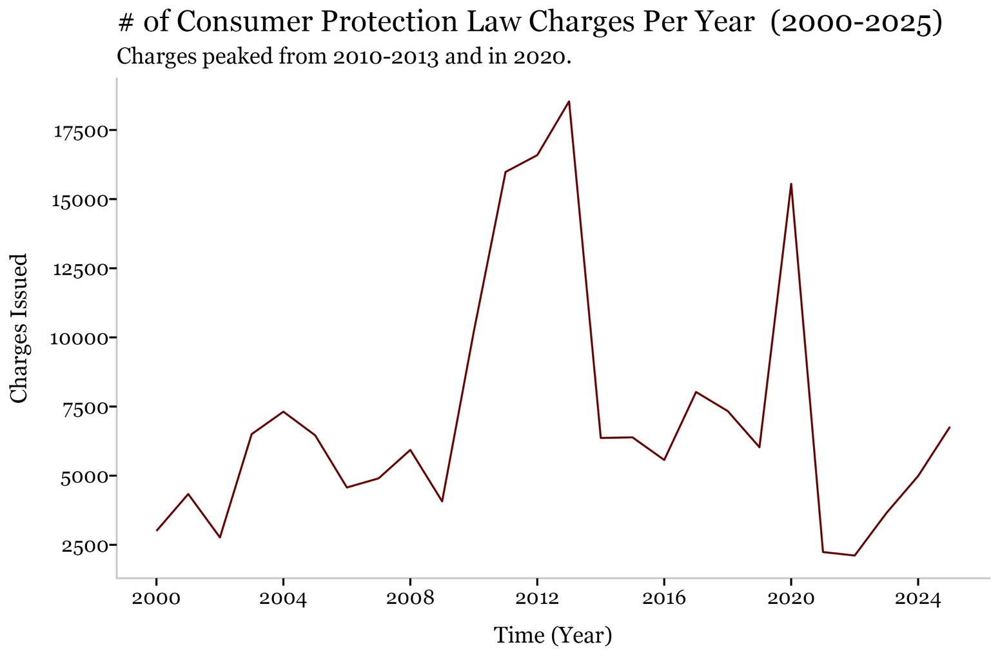 # of Consumer Protection Law Charges Per Year  (2000-2025)
Charges peaked from 2010-2013 and in 2020.
Charges Issued
17500
15000
12500
10000
7500
5000
2500
2000 2004 2008 2012 2016 2020 2024
Time (Year)